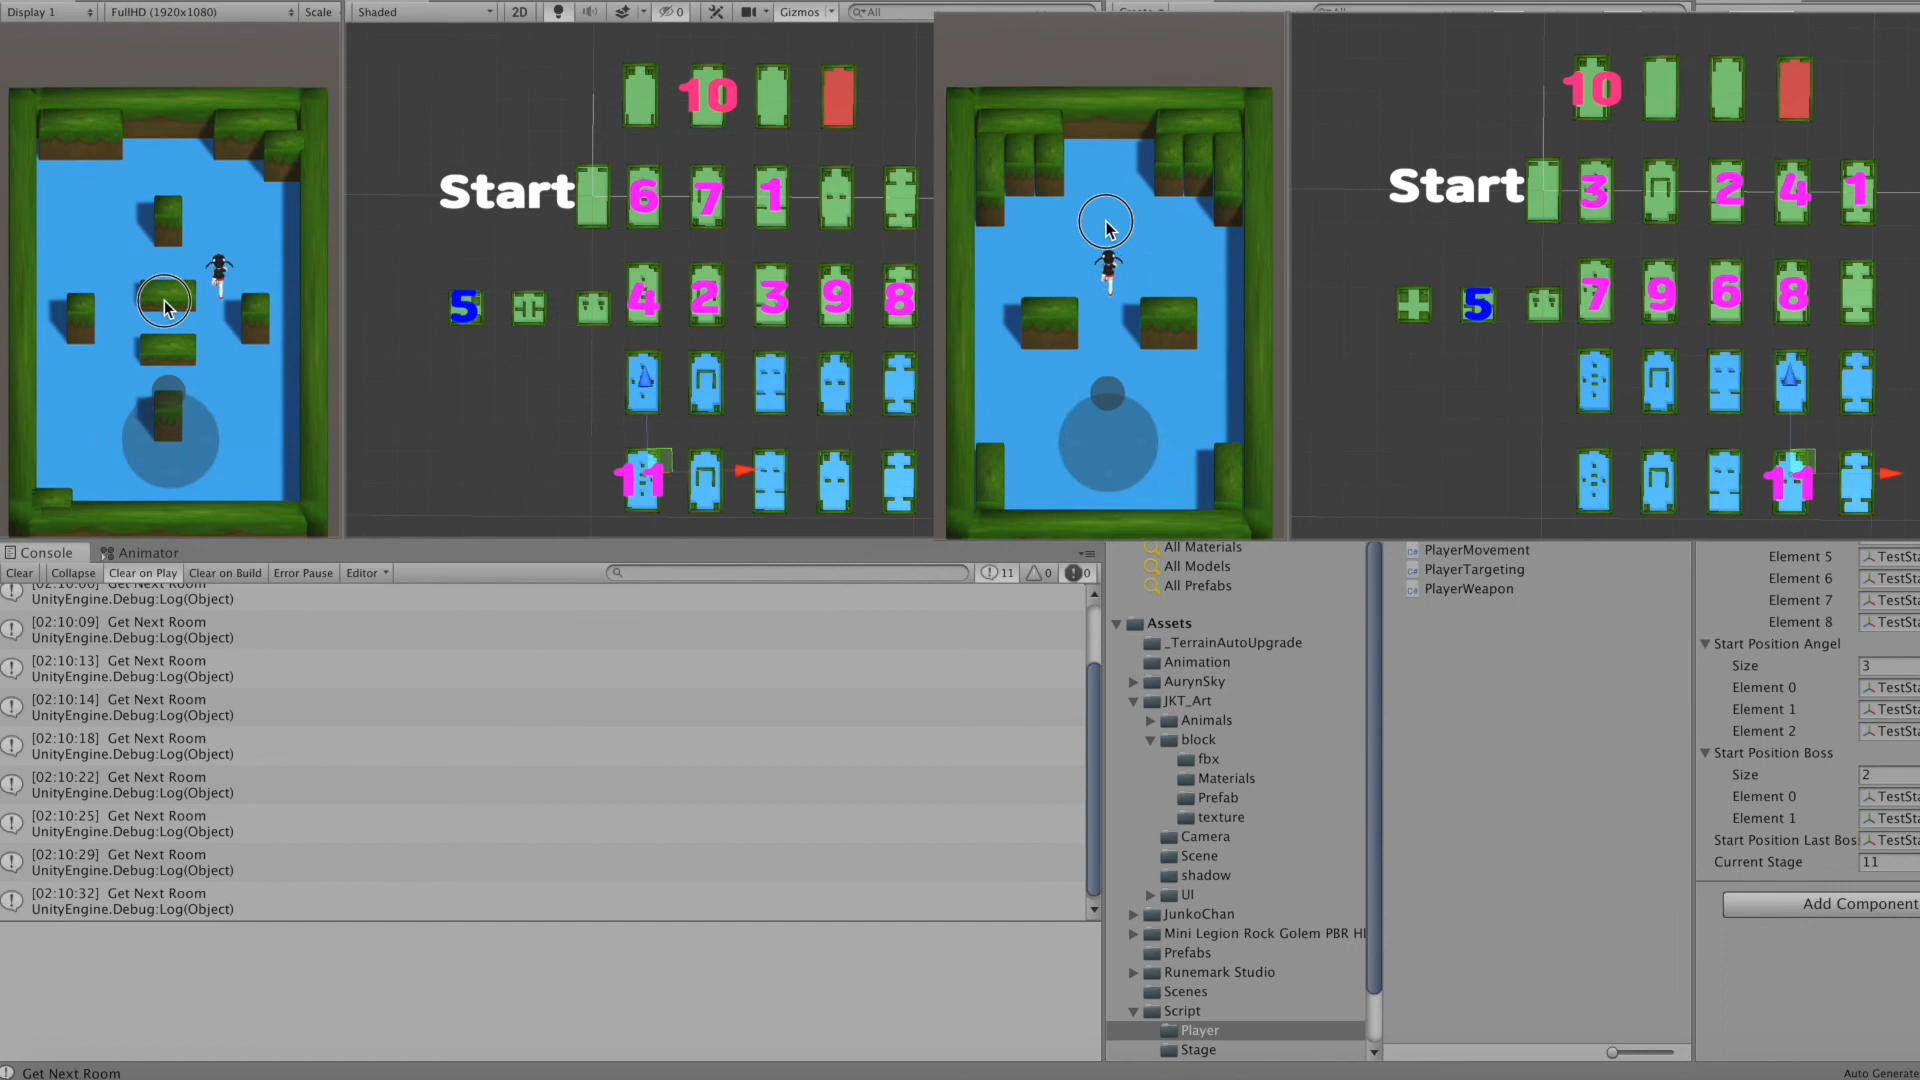 Display 1
FullHD (1920x1080)
Scale
Shaded
2D
0
Gizmos
All
10
Start
6
7
1
5
4
2
3
9
8
11
10
Start
3
2
4
1
5
7
9
6
8
11
Console
Animator
Clear
Collapse
Clear on Play
Clear on Build
Error Pause
Editor
11
0
0
UnityEngine.Debug:Log(Object)
[02:10:09] Get Next Room
UnityEngine.Debug:Log(Object)
[02:10:13] Get Next Room
UnityEngine.Debug:Log(Object)
[02:10:14] Get Next Room
UnityEngine.Debug:Log(Object)
[02:10:18] Get Next Room
UnityEngine.Debug:Log(Object)
[02:10:22] Get Next Room
UnityEngine.Debug:Log(Object)
[02:10:25] Get Next Room
UnityEngine.Debug:Log(Object)
[02:10:29] Get Next Room
UnityEngine.Debug:Log(Object)
[02:10:32] Get Next Room
UnityEngine.Debug:Log(Object)
Get Next Room
All Materials
All Models
All Prefabs
Assets
_TerrainAutoUpgrade
Animation
AurynSky
JKT_Art
Animals
block
fbx
Materials
Prefab
texture
Camera
Scene
shadow
UI
JunkoChan
Mini Legion Rock Golem PBR H
Prefabs
Runemark Studio
Scenes
Script
Player
Stage
PlayerMovement
PlayerTargeting
PlayerWeapon
Element 5 TestSta
Element 6 TestSta
Element 7 TestSta
Element 8 TestSta
Start Position Angel
Size 3
Element 0 TestSta
Element 1 TestSta
Element 2 TestSta
Start Position Boss
Size 2
Element 0 TestSta
Element 1 TestSta
Start Position Last Bos TestSta
Current Stage 11
Add Component
Auto Generate